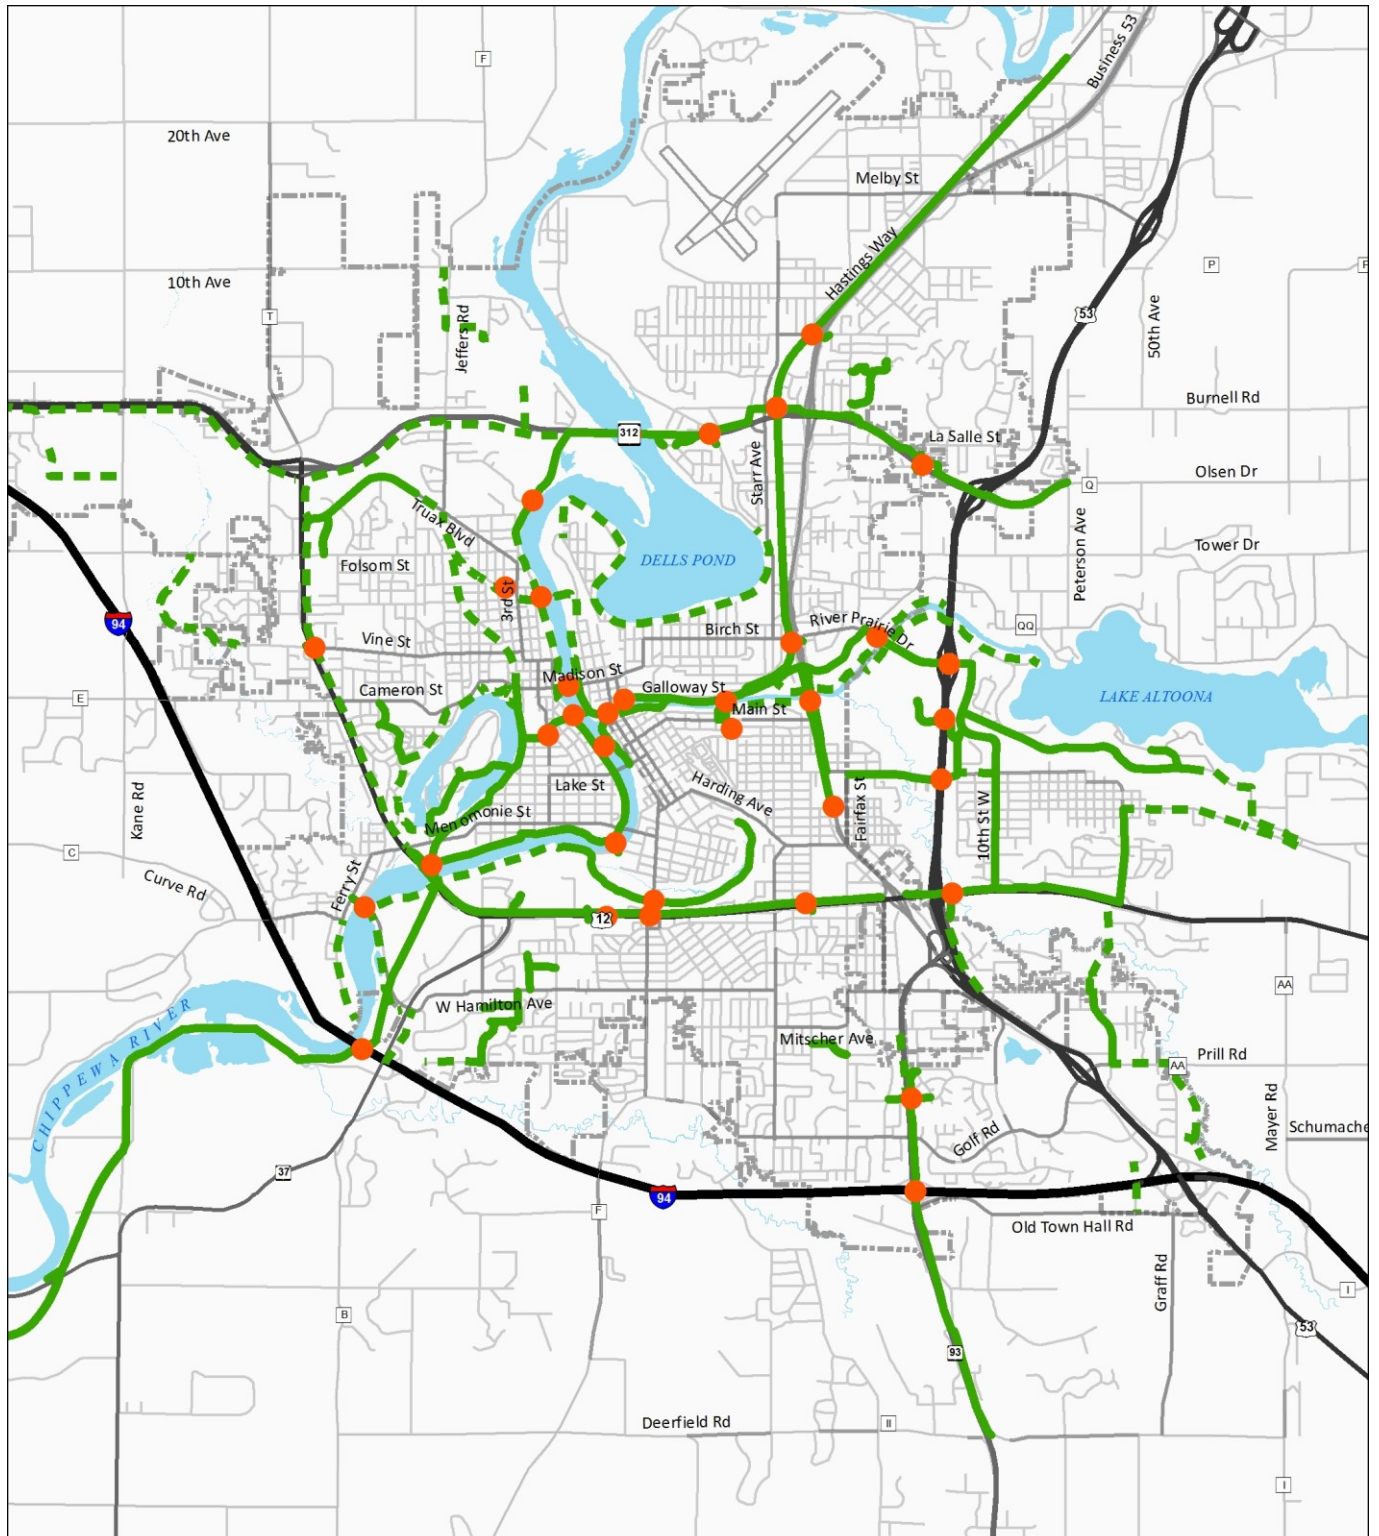 Business 53
F
20th Ave
Melby St
P
F
10th Ave
Hastings Way
T
Jeffers Rd
53
50th Ave
Burnell Rd
312
La Salle St
Starr Ave
Olsen Dr
Q
Truax Blvd
Tower Dr
Peterson Ave
DELLS POND
Folsom St
3rd St
94
QQ
Birch St
River Prairie Dr
Vine St
Madison St
Cameron St
Galloway St
E
LAKE ALTOONA
Main St
Lake St
Harding Ave
Kane Rd
Menomonie St
Fairfax St
10th St W
C
Curve Rd
Ferry St
12
AA
CHIPPEWA RIVER
W Hamilton Ave
Mitscher Ave
Prill Rd
AA
Mayer Rd
Schumache
Golf Rd
37
94
F
Old Town Hall Rd
Graff Rd
I
B
53
93
Deerfield Rd
II
I